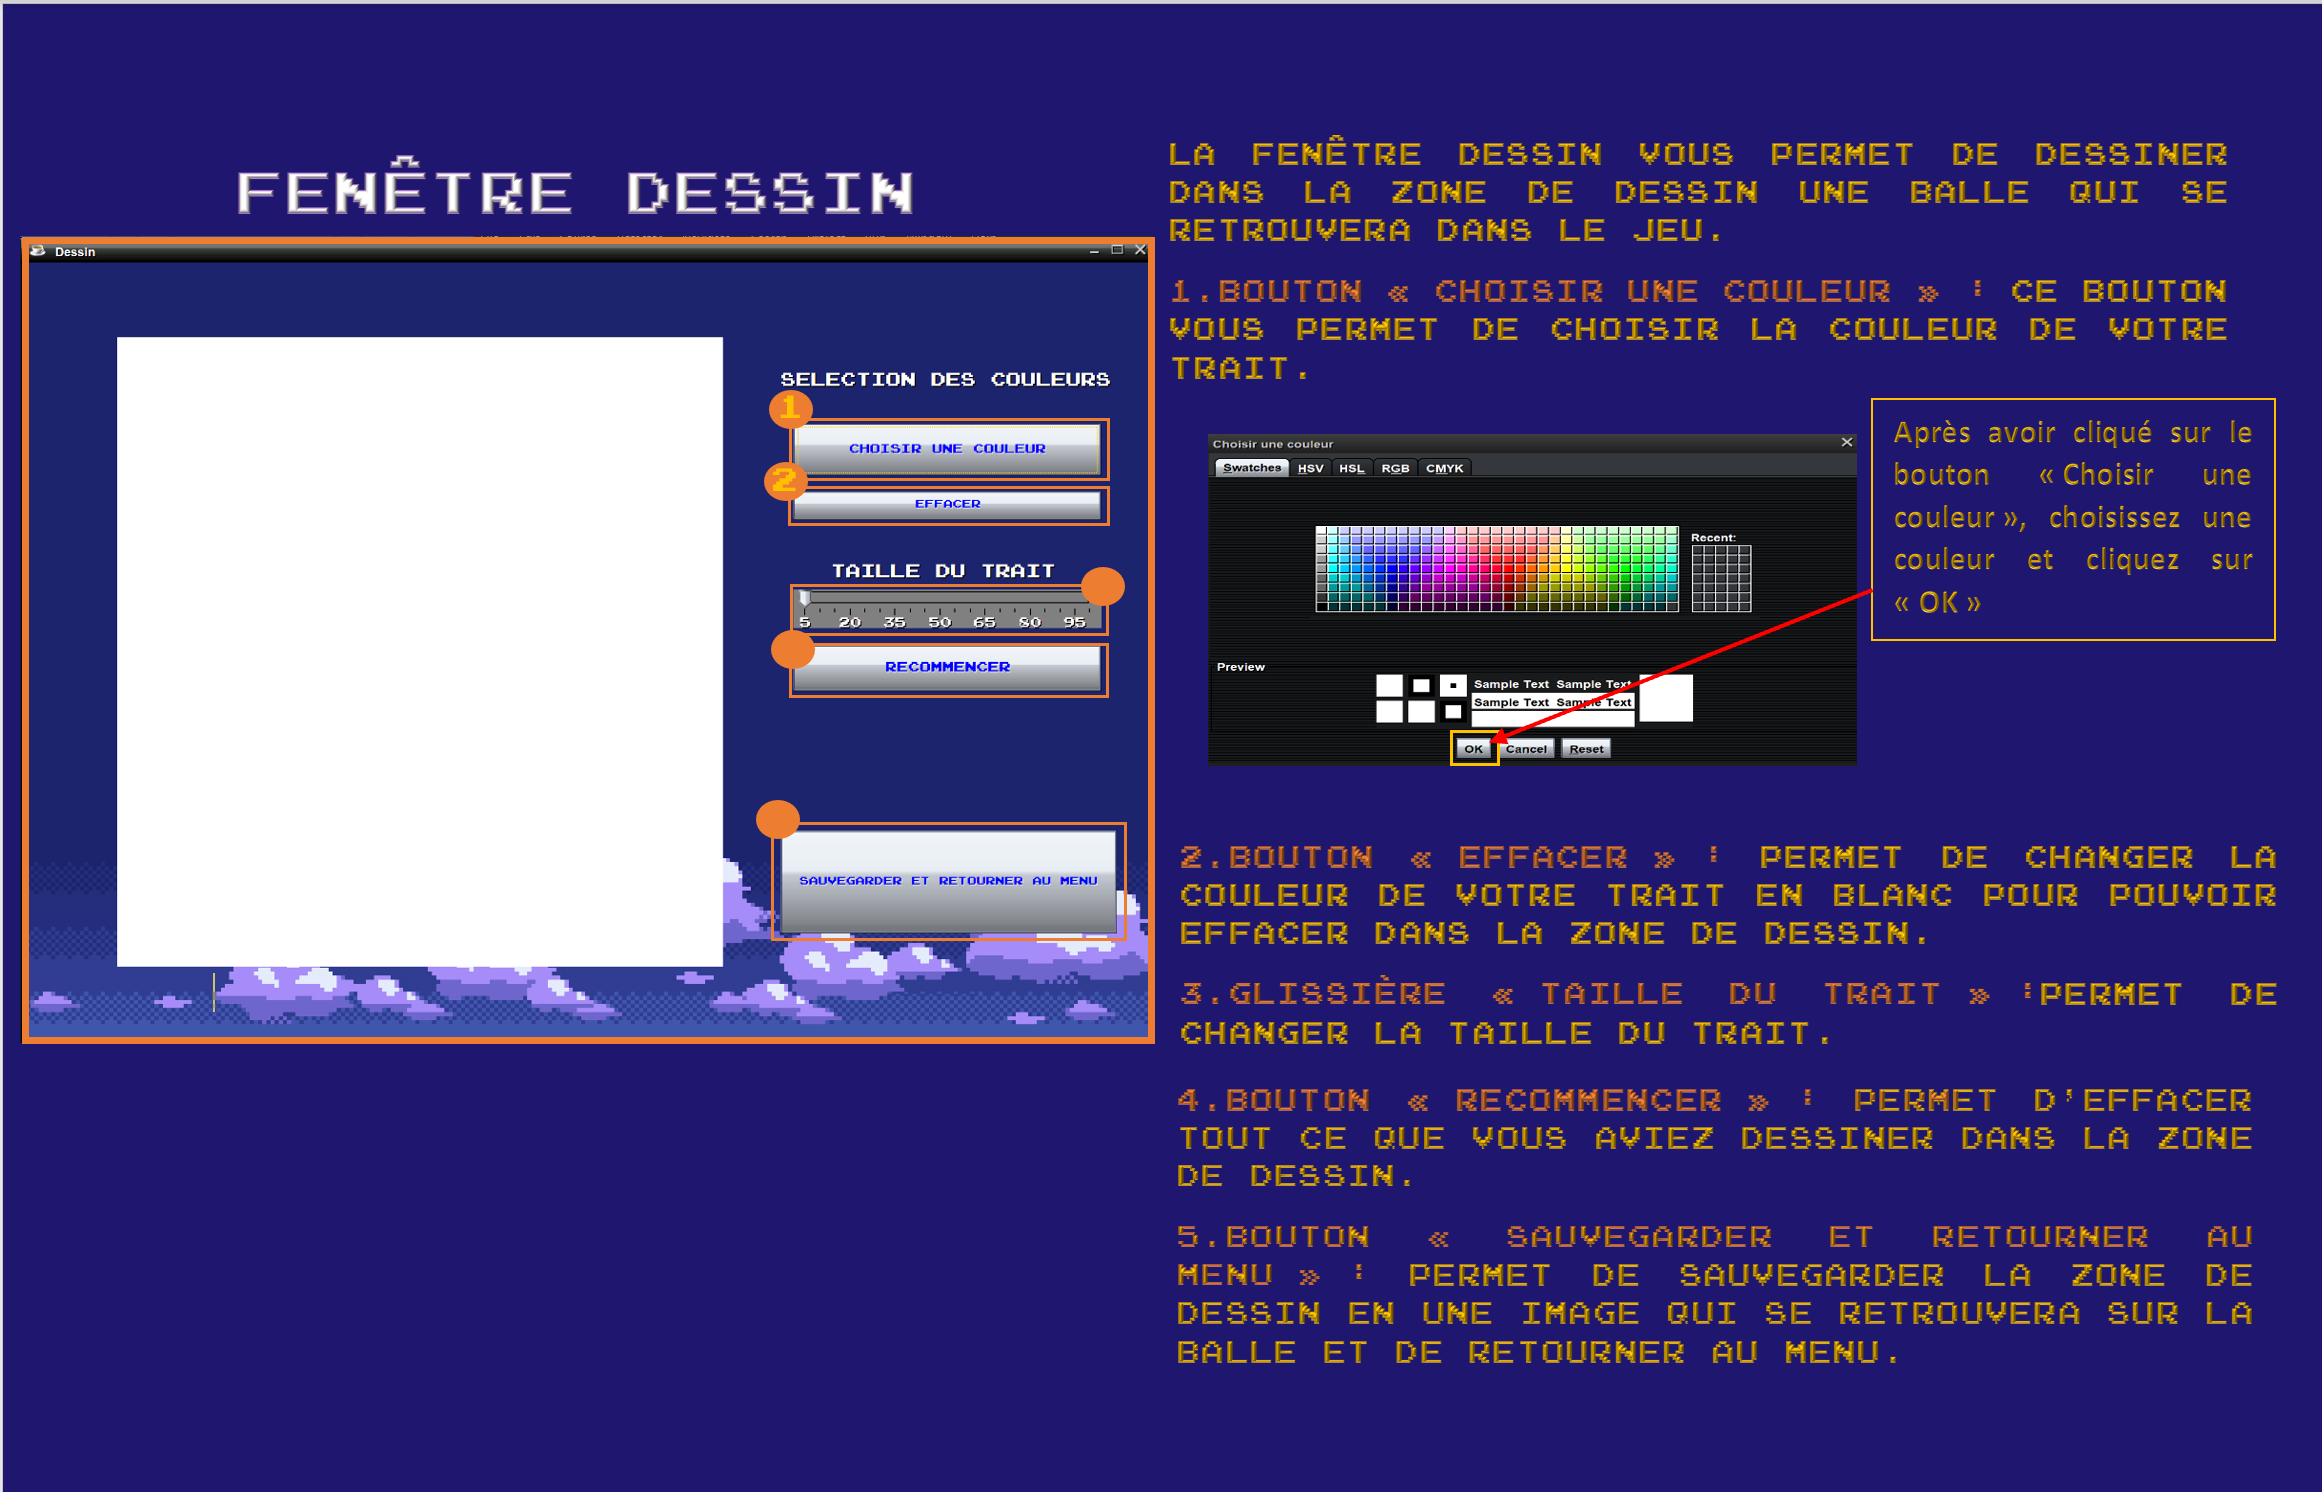 FENÊTRE DESSIN
Dessin
SELECTION DES COULEURS
1
CHOISIR UNE COULEUR
2
EFFACER
TAILLE DU TRAIT
5 20 35 50 65 80 95
RECOMMENCER
SAUVEGARDER ET RETOURNER AU MENU
LA FENÊTRE DESSIN VOUS PERMET DE DESSINER
DANS LA ZONE DE DESSIN UNE BALLE QUI SE
RETROUVERA DANS LE JEU.
1.BOUTON « CHOISIR UNE COULEUR » : CE BOUTON
VOUS PERMET DE CHOISIR LA COULEUR DE VOTRE
TRAIT.
Choisir une couleur
Swatches HSV HSL RGB CMYK
Recent:
Preview
Sample Text Sample Text
Sample Text Sample Text
OK Cancel Reset
Après avoir cliqué sur le
bouton « Choisir une
couleur », choisissez une
couleur et cliquez sur
« OK »
2.BOUTON « EFFACER » : PERMET DE CHANGER LA
COULEUR DE VOTRE TRAIT EN BLANC POUR POUVOIR
EFFACER DANS LA ZONE DE DESSIN.
3.GLISSIÈRE « TAILLE DU TRAIT » :PERMET DE
CHANGER LA TAILLE DU TRAIT.
4.BOUTON « RECOMMENCER » : PERMET D'EFFACER
TOUT CE QUE VOUS AVIEZ DESSINER DANS LA ZONE
DE DESSIN.
5.BOUTON « SAUVEGARDER ET RETOURNER AU
MENU » : PERMET DE SAUVEGARDER LA ZONE DE
DESSIN EN UNE IMAGE QUI SE RETROUVERA SUR LA
BALLE ET DE RETOURNER AU MENU.